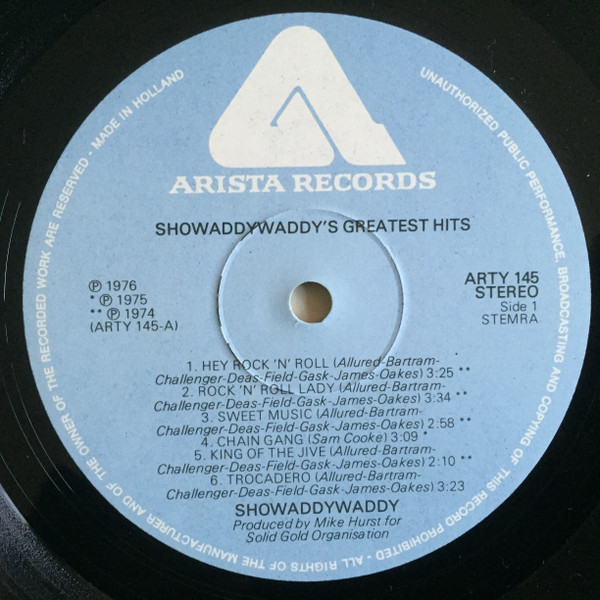 ARISTA RECORDS
SHOWADDYWADDY'S GREATEST HITS
℗ 1976
* ℗ 1975
** ℗ 1974
(ARTY 145-A)
ARTY 145
STEREO
Side 1
STEMRA
1. HEY ROCK 'N' ROLL (Allured-Bartram-
Challenger-Deas-Field-Gask-James-Oakes) 3:25 **
2. ROCK 'N' ROLL LADY (Allured-Bartram-
Challenger-Deas-Field-Gask-James-Oakes) 3:34 **
3. SWEET MUSIC (Allured-Bartram-
Challenger-Deas-Field-Gask-James-Oakes) 2:58 **
4. CHAIN GANG (Sam Cooke) 3:09 *
5. KING OF THE JIVE (Allured-Bartram-
Challenger-Deas-Field-Gask-James-Oakes) 2:10 **
6. TROCADERO (Allured-Bartram-
Challenger-Deas-Field-Gask-James-Oakes) 3:23
SHOWADDYWADDY
Produced by Mike Hurst for
Solid Gold Organisation
UNAUTHORIZED PUBLIC PERFORMANCE, BROADCASTING AND COPYING OF THIS RECORD PROHIBITED - ALL RIGHTS OF THE MANUFACTURER AND OF THE OWNER OF THE RECORDED WORK ARE RESERVED - MADE IN HOLLAND